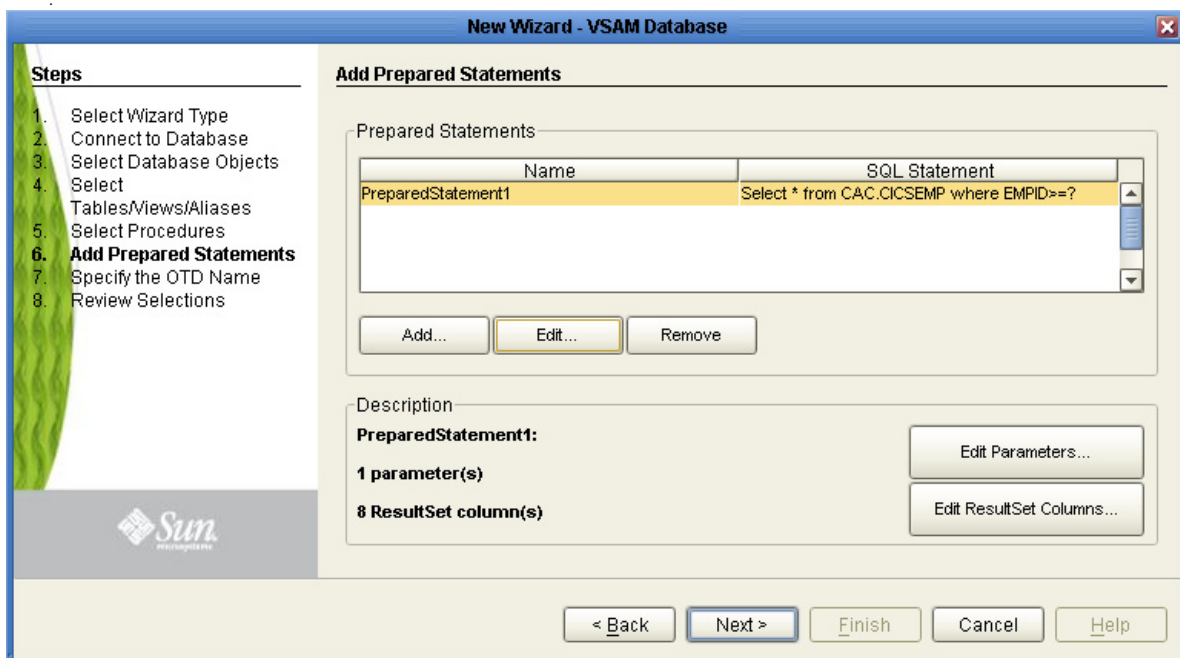 New Wizard - VSAM Database
Steps
1. Select Wizard Type
2. Connect to Database
3. Select Database Objects
4. Select
Tables/Views/Aliases
5. Select Procedures
6. Add Prepared Statements
7. Specify the OTD Name
8. Review Selections
Sun
microsystems
Add Prepared Statements
Prepared Statements
Name SQL Statement
PreparedStatement1 Select * from CAC.CICSEMP where EMPID>=?
Add... Edit... Remove
Description
PreparedStatement1:
1 parameter(s)
8 ResultSet column(s)
Edit Parameters...
Edit ResultSet Columns...
< Back Next > Finish Cancel Help